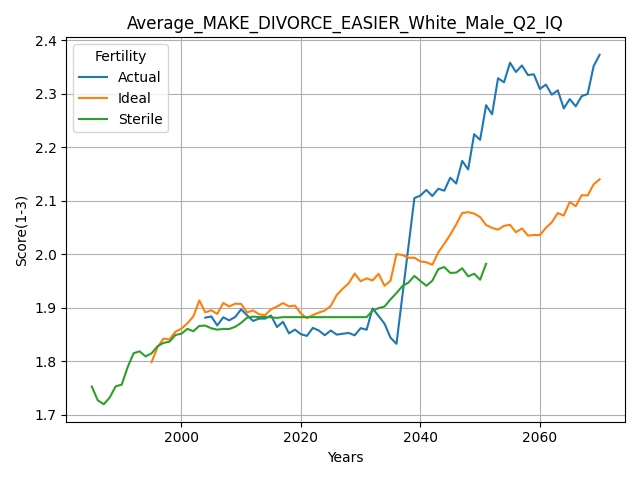 Average_MAKE_DIVORCE_EASIER_White_Male_Q2_IQ
Fertility
Actual
Ideal
Sterile
Score(1-3)
2.4
2.3
2.2
2.1
2.0
1.9
1.8
1.7
2000
2020
2040
2060
Years